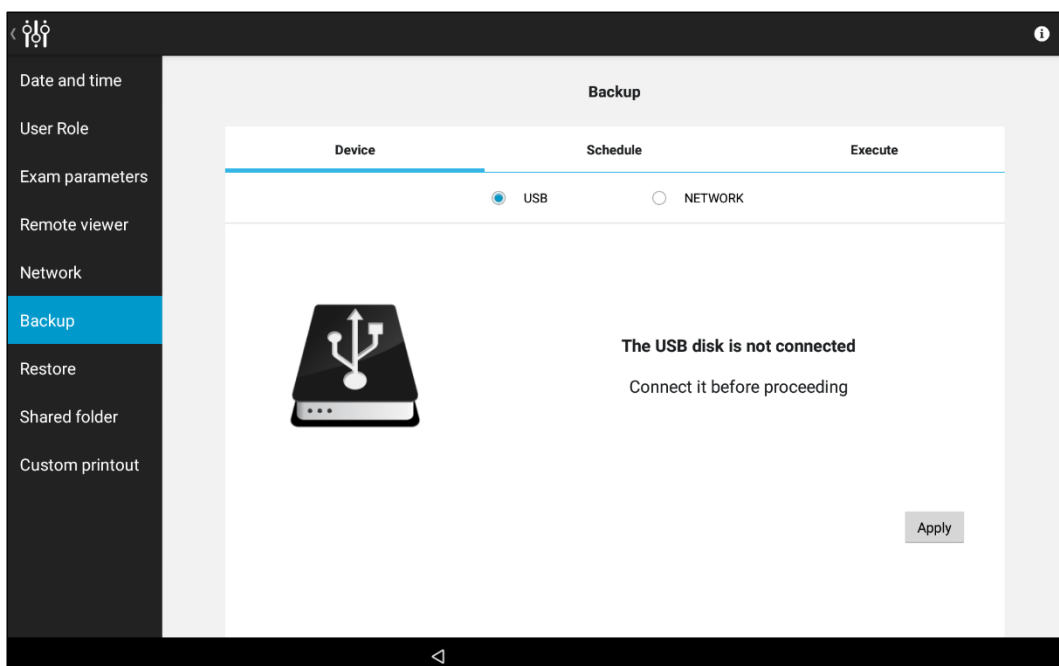 Date and time
User Role
Exam parameters
Remote viewer
Network
Backup
Restore
Shared folder
Custom printout
Backup
Device Schedule Execute
USB NETWORK
The USB disk is not connected
Connect it before proceeding
Apply